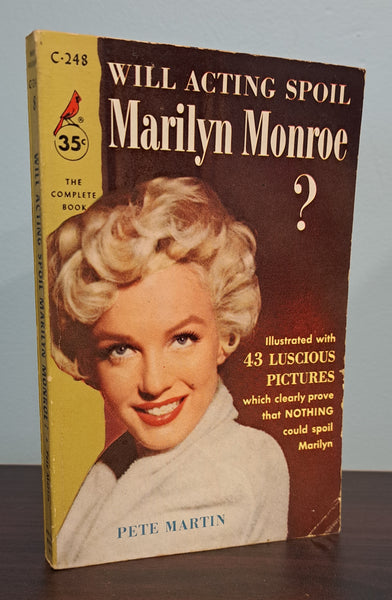 C-248
WILL ACTING SPOIL
Marilyn Monroe
?
®
35¢
THE
COMPLETE
BOOK
Illustrated with
43 LUSCIOUS
PICTURES
which clearly prove
that NOTHING
could spoil
Marilyn
PETE MARTIN
WILL ACTING SPOIL MARILYN MONROE?